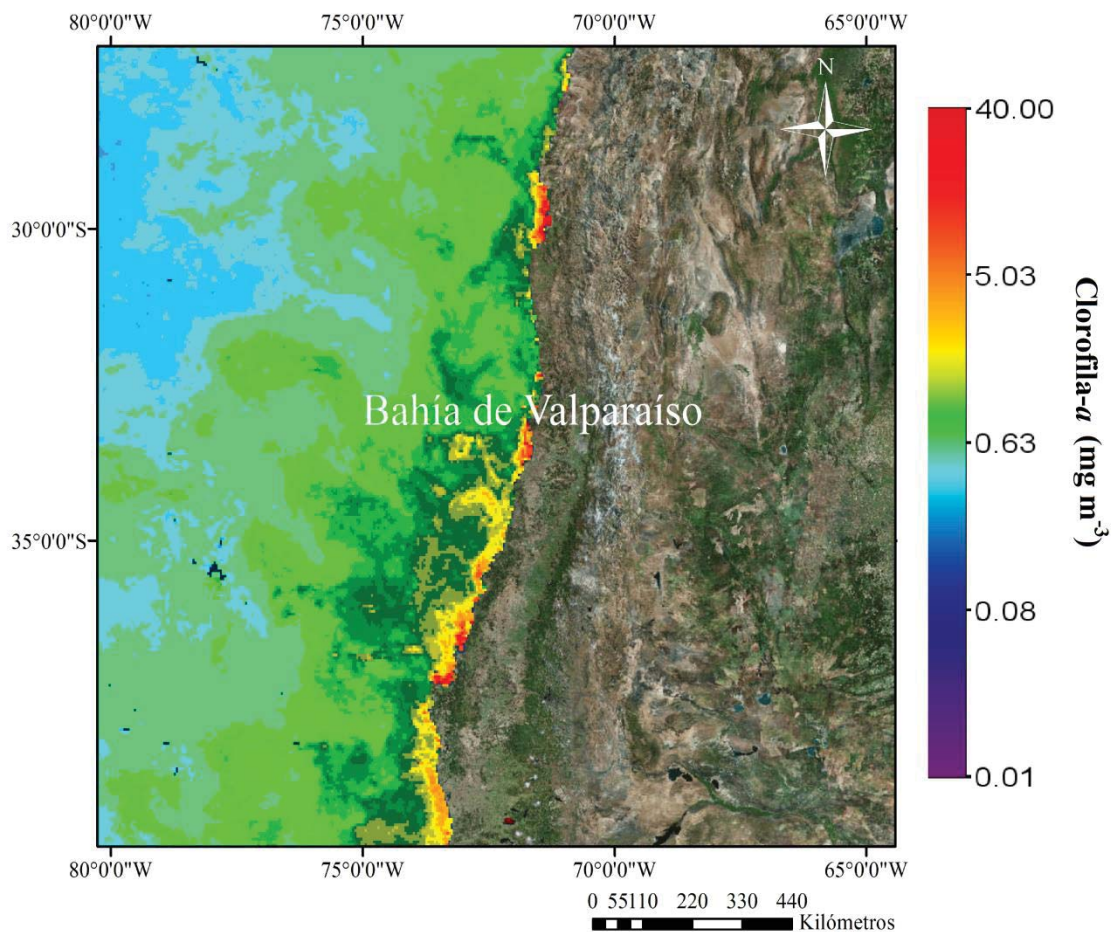 80°0'0"W 75°0'0"W 70°0'0"W 65°0'0"W
N
40.00
30°0'0"S
5.03
Bahía de Valparaíso
0.63
Clorofila-a (mg m-3)
35°0'0"S
0.08
0.01
80°0'0"W 75°0'0"W 70°0'0"W 65°0'0"W
0 55110 220 330 440
Kilómetros